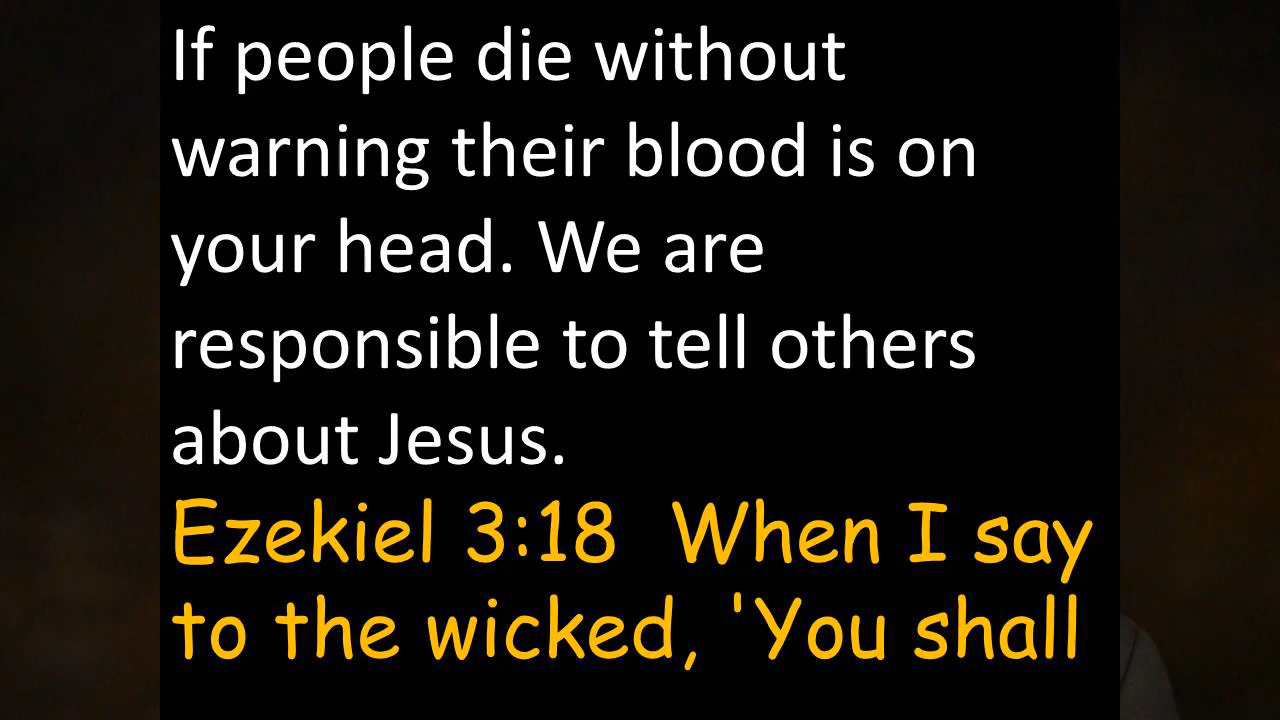 If people die without
warning their blood is on
your head. We are
responsible to tell others
about Jesus.
Ezekiel 3:18  When I say
to the wicked, 'You shall